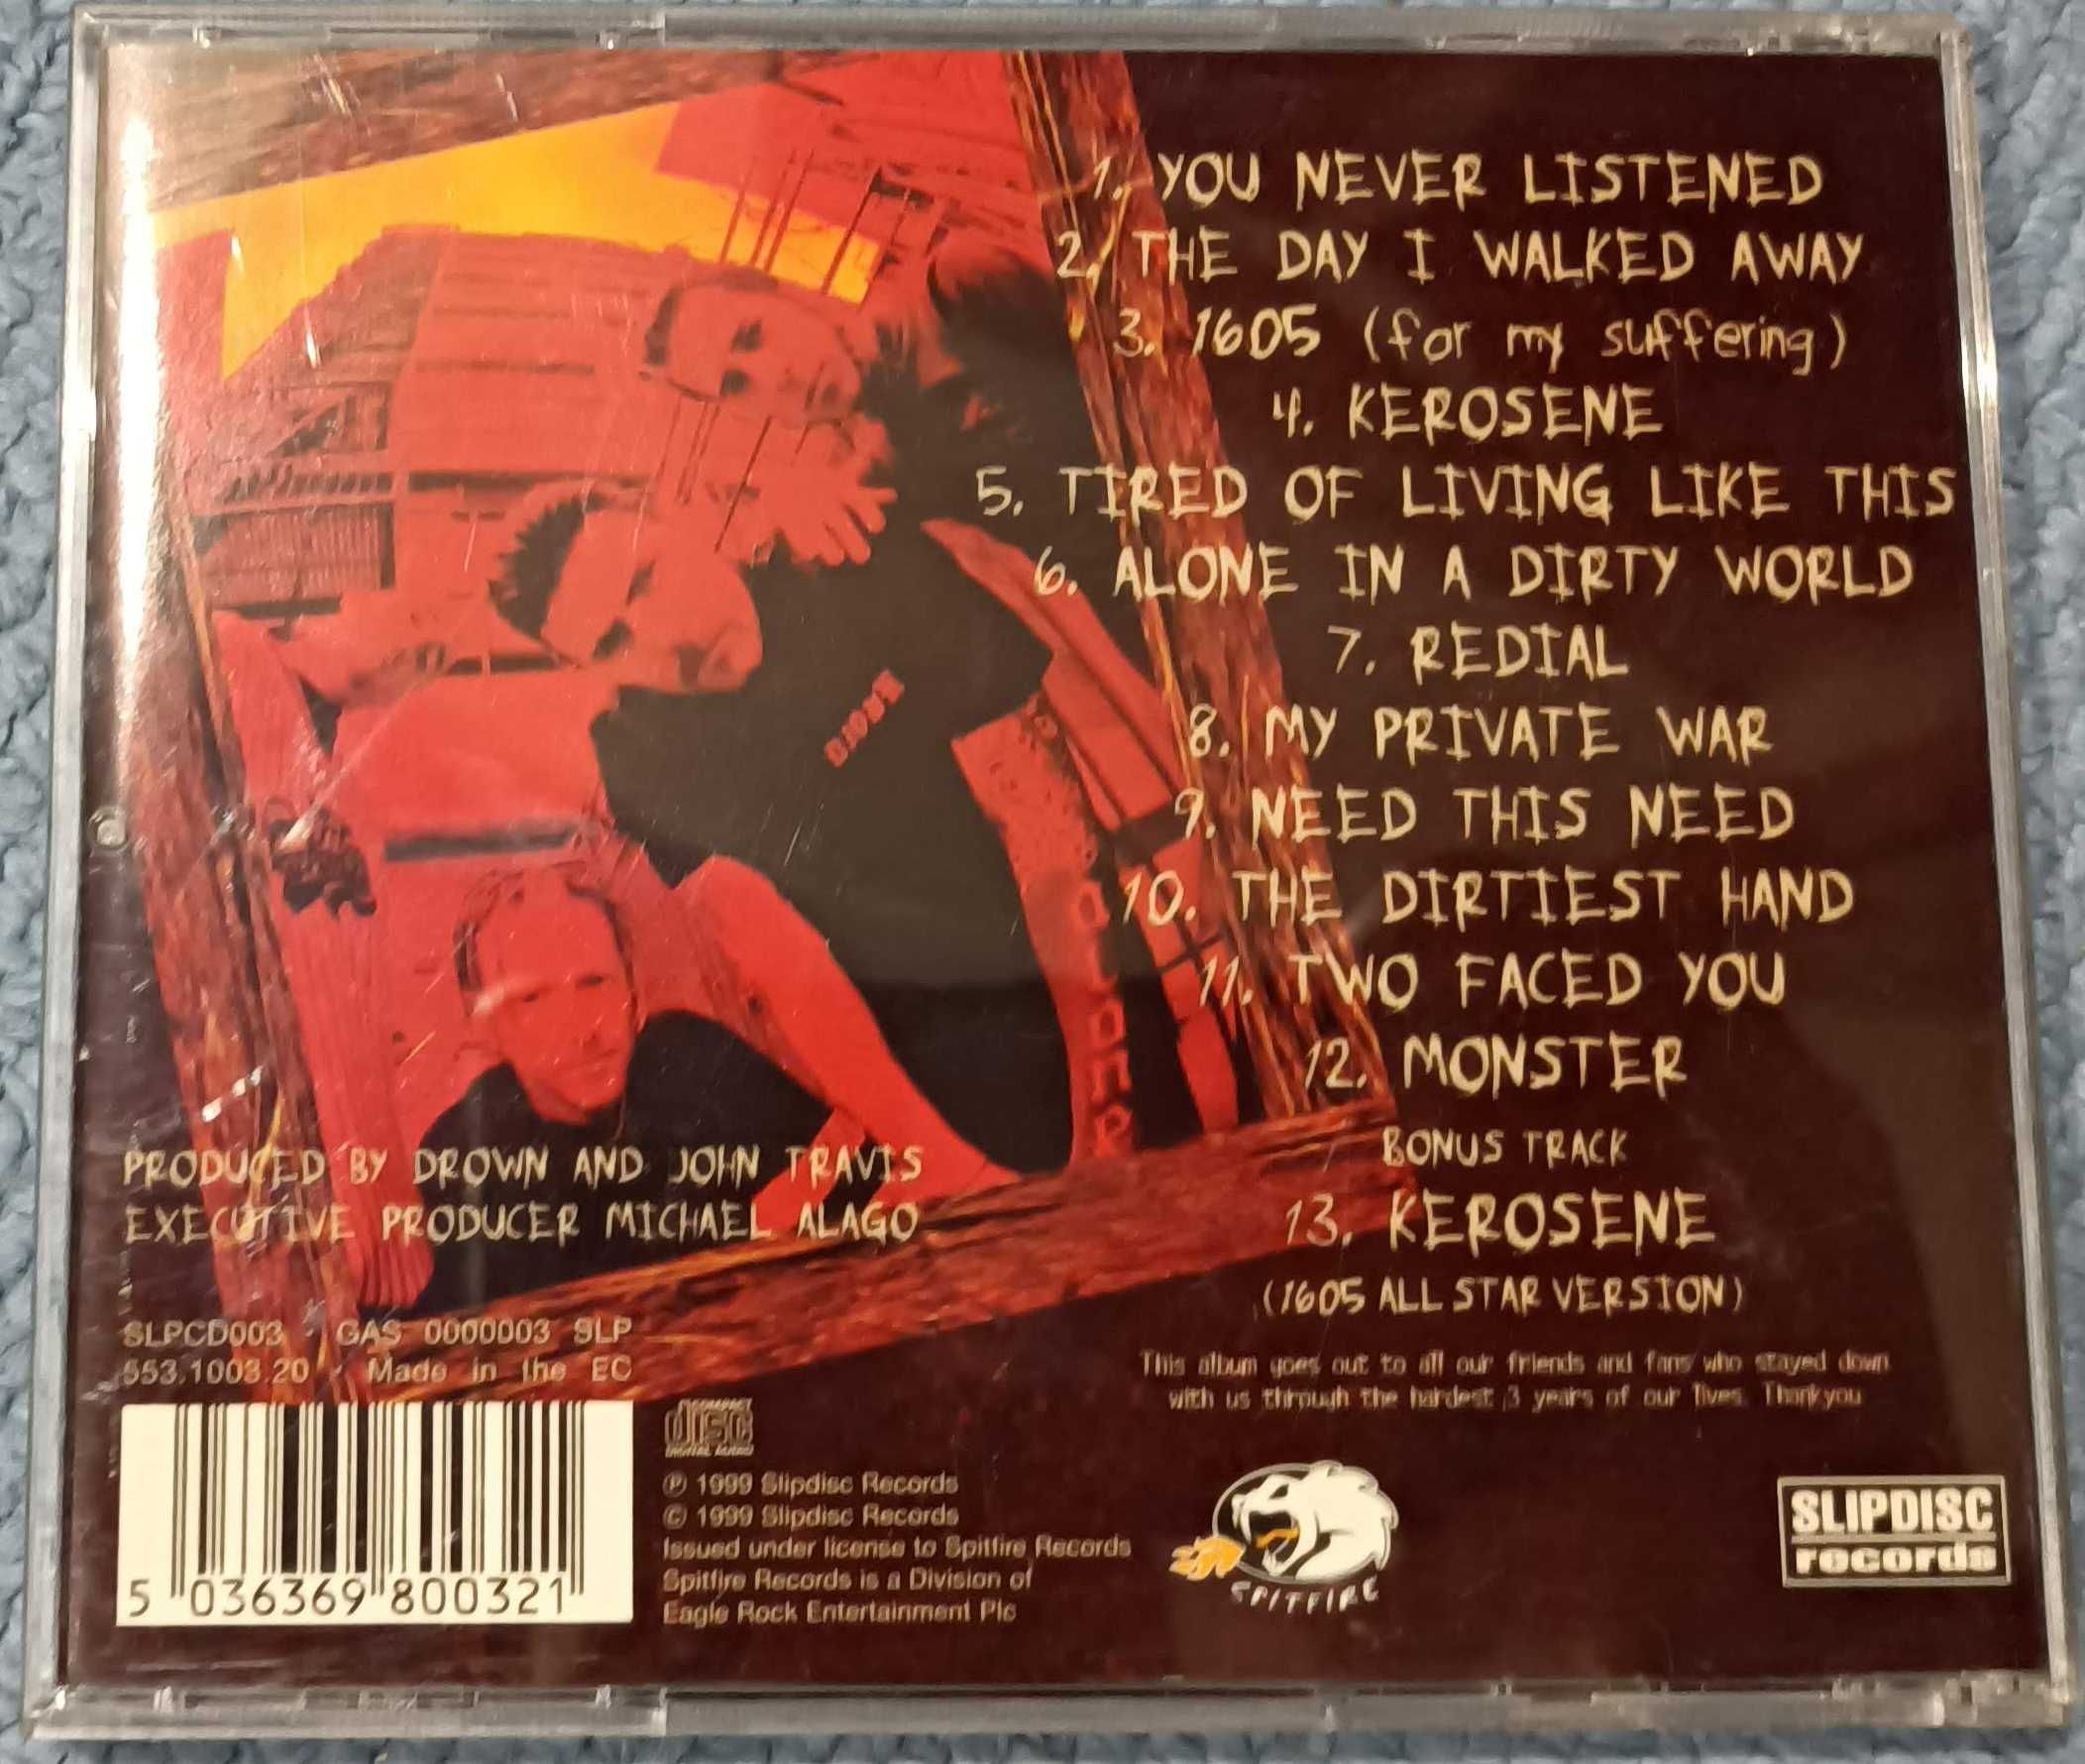 1. YOU NEVER LISTENED
2. THE DAY I WALKED AWAY
3. 1605 (for my suffering)
4. KEROSENE
5. TIRED OF LIVING LIKE THIS
6. ALONE IN A DIRTY WORLD
7. REDIAL
8. MY PRIVATE WAR
9. NEED THIS NEED
10. THE DIRTIEST HAND
11. TWO FACED YOU
12. MONSTER
BONUS TRACK
13. KEROSENE
(1605 ALL STAR VERSION)
This album goes out to all our friends and fans who stayed down
with us through the hardest 3 years of our lives. Thankyou
alone
PRODUCED BY DROWN AND JOHN TRAVIS
EXECUTIVE PRODUCER MICHAEL ALAGO
SLPCD003 GAS 0000003 SLP
553.1003.20 Made in the EC
5 036369 800321
COMPACT
disc
DIGITAL AUDIO
℗ 1999 Slipdisc Records
© 1999 Slipdisc Records
Issued under license to Spitfire Records
Spitfire Records is a Division of
Eagle Rock Entertainment Plc
SPITFIRE
SLIPDISC
records